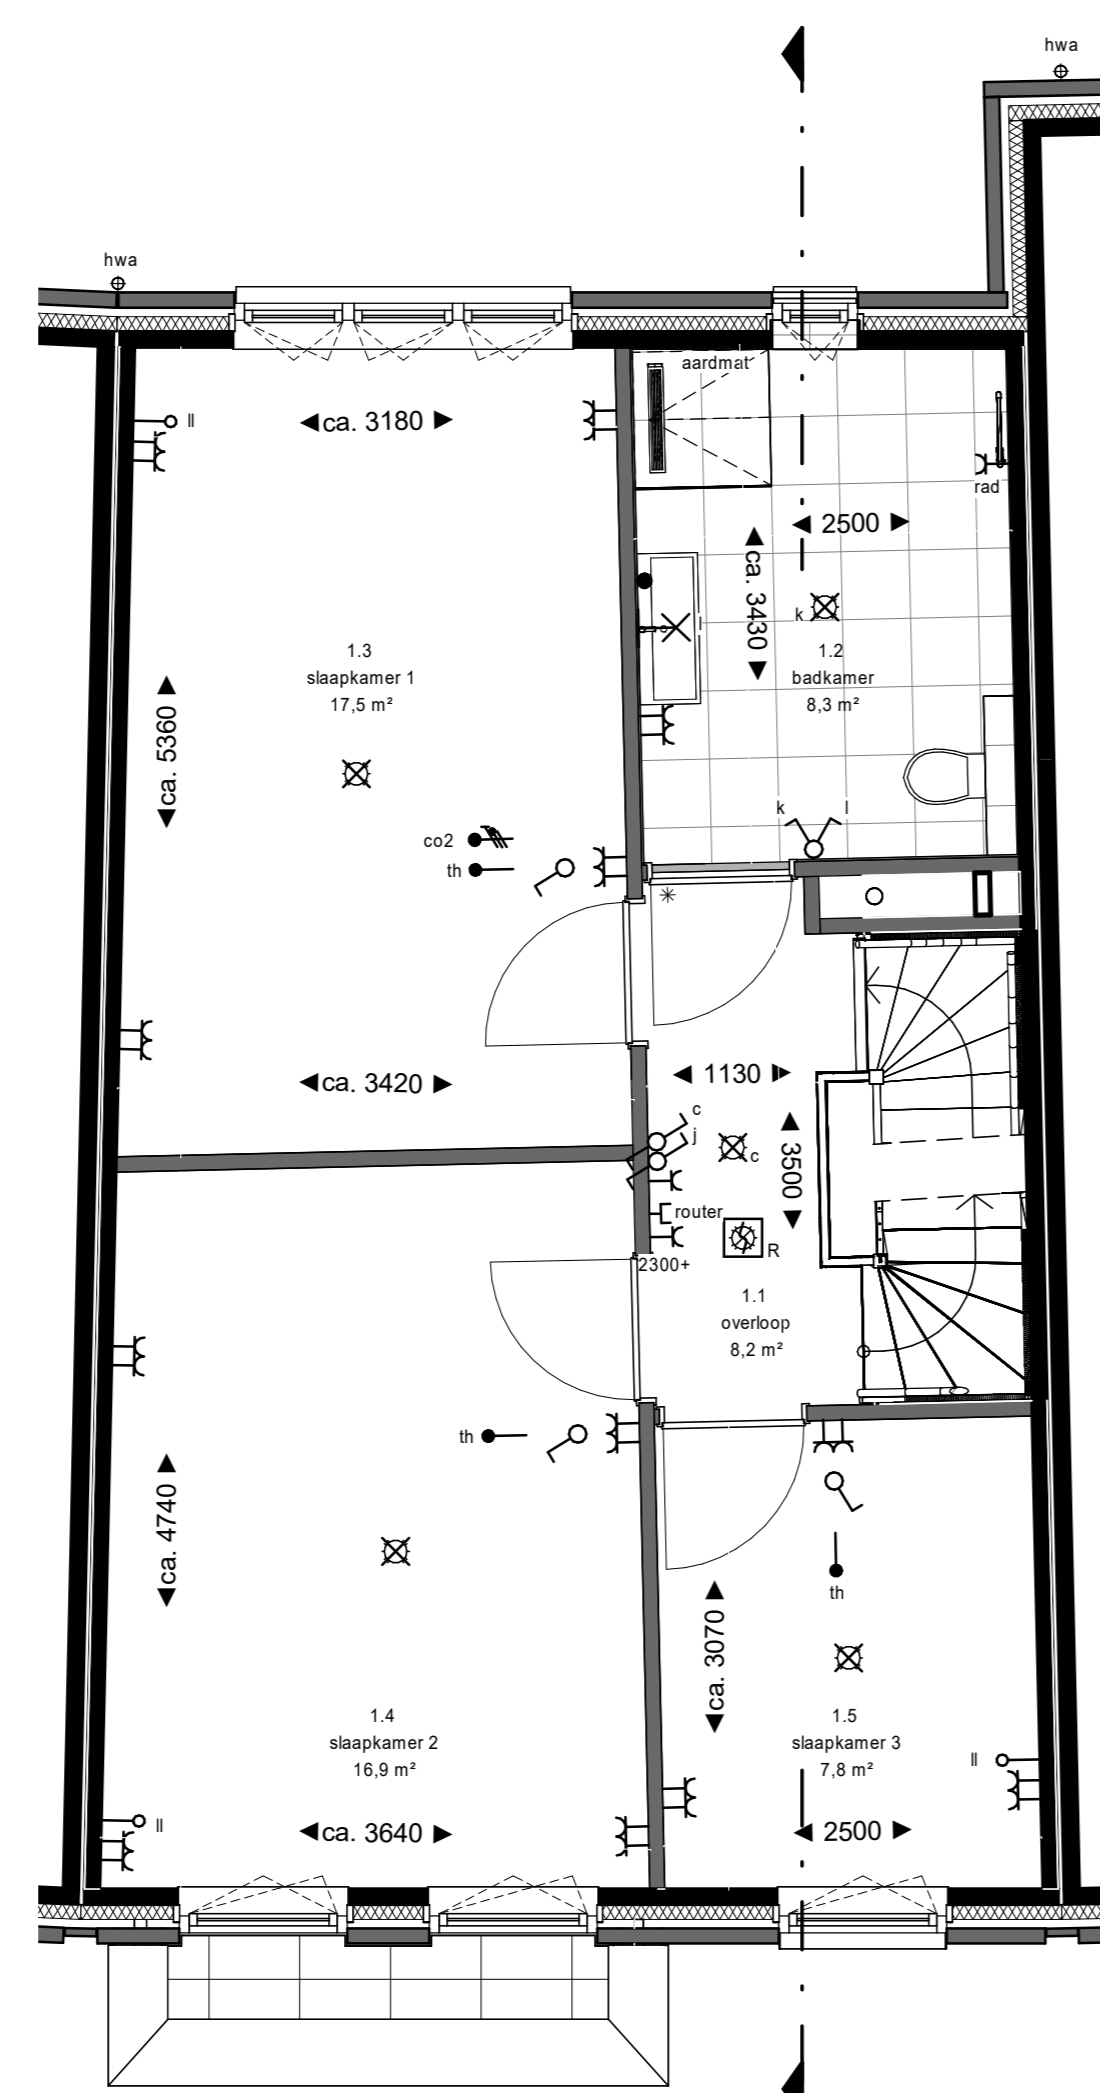 hwa
hwa
aardmat
ll
ca. 3180
rad
2500
ca. 3430
k
l
1.3
slaapkamer 1
17,5 m²
1.2
badkamer
8,3 m²
ca. 5360
k
l
co2
th
ca. 3420
1130
c
j
c
3500
router
R
2300+
1.1
overloop
8,2 m²
th
ca. 4740
th
ca. 3070
1.4
slaapkamer 2
16,9 m²
1.5
slaapkamer 3
7,8 m²
ll
ll
ca. 3640
2500